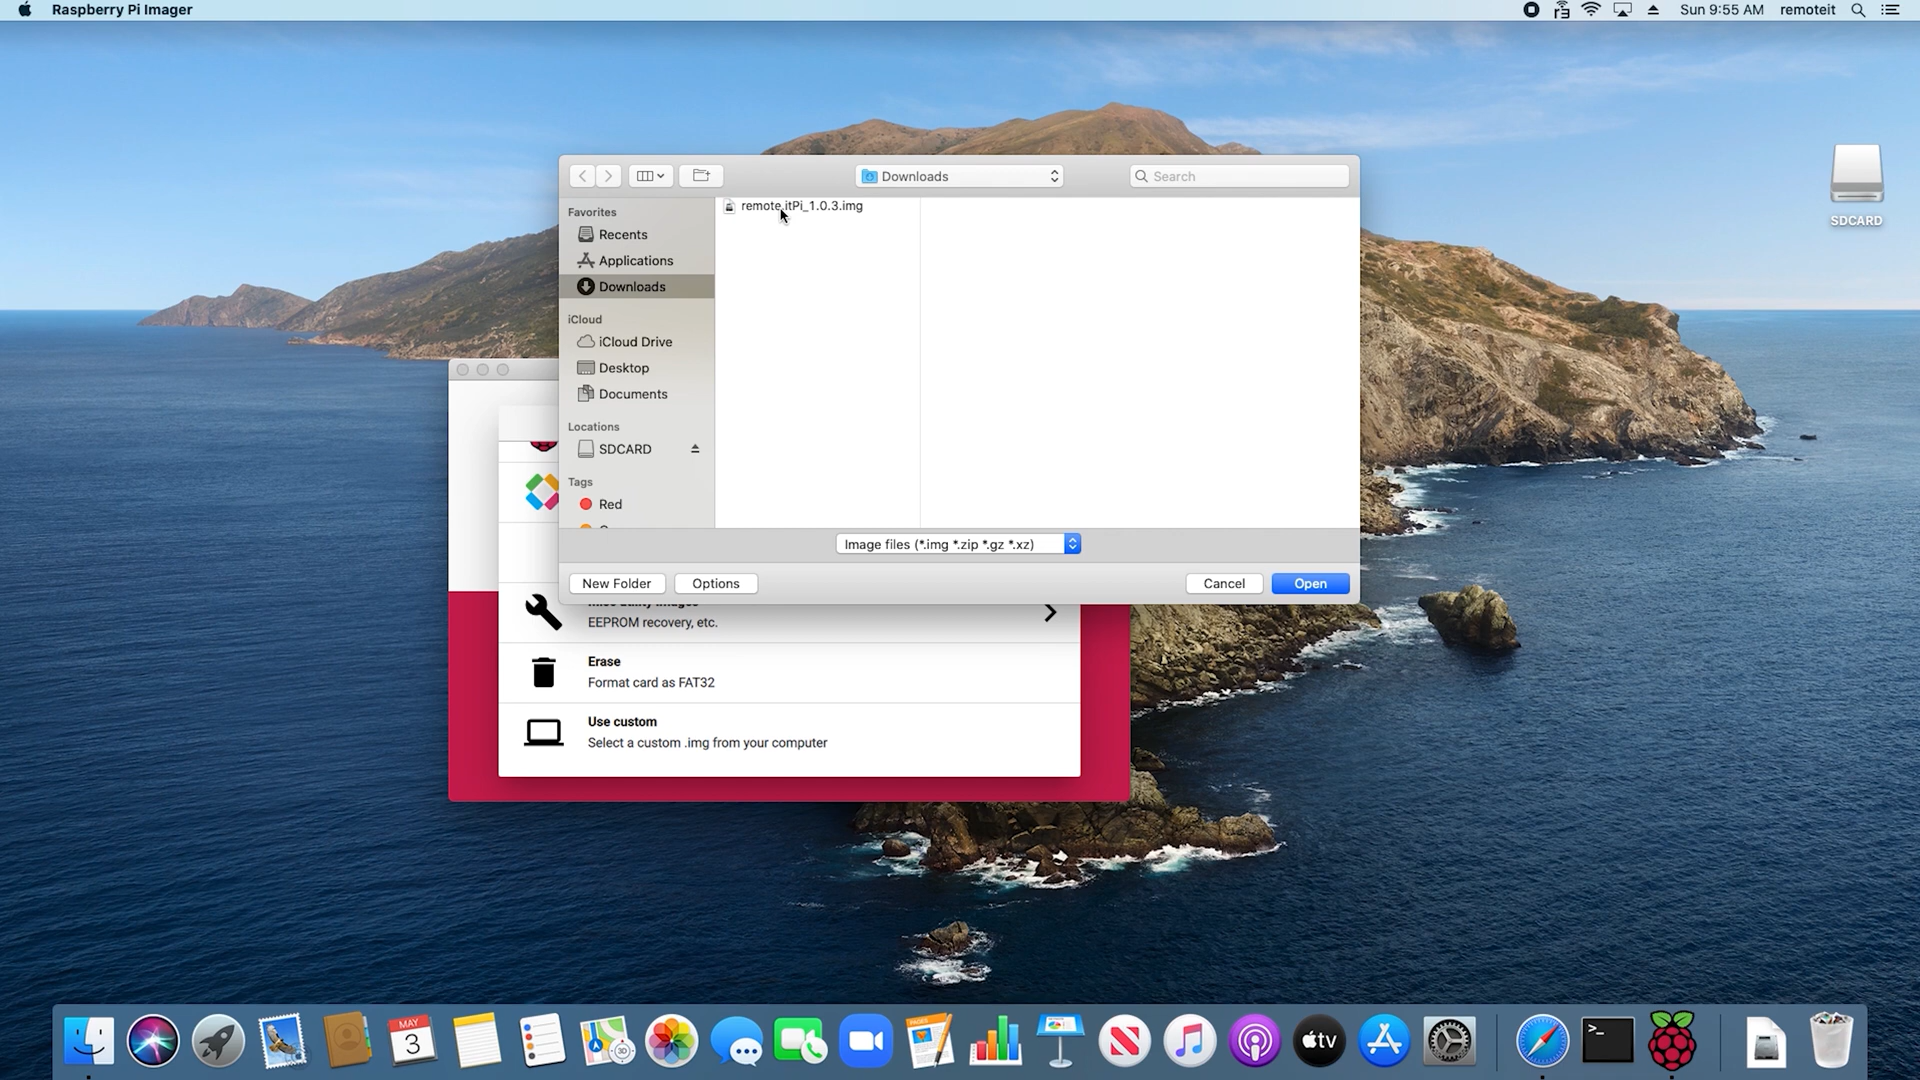 Raspberry Pi Imager
Sun 9:55 AM remoteit
Downloads
Search
Favorites
Recents
Applications
Downloads
iCloud
iCloud Drive
Desktop
Documents
Locations
SDCARD
Tags
Red
remote.itPi_1.0.3.img
Image files (*.img *.zip *.gz *.xz)
New Folder
Options
Cancel
Open
SDCARD
EEPROM recovery, etc.
Erase
Format card as FAT32
Use custom
Select a custom .img from your computer
MAY
3
3D
tv
>_